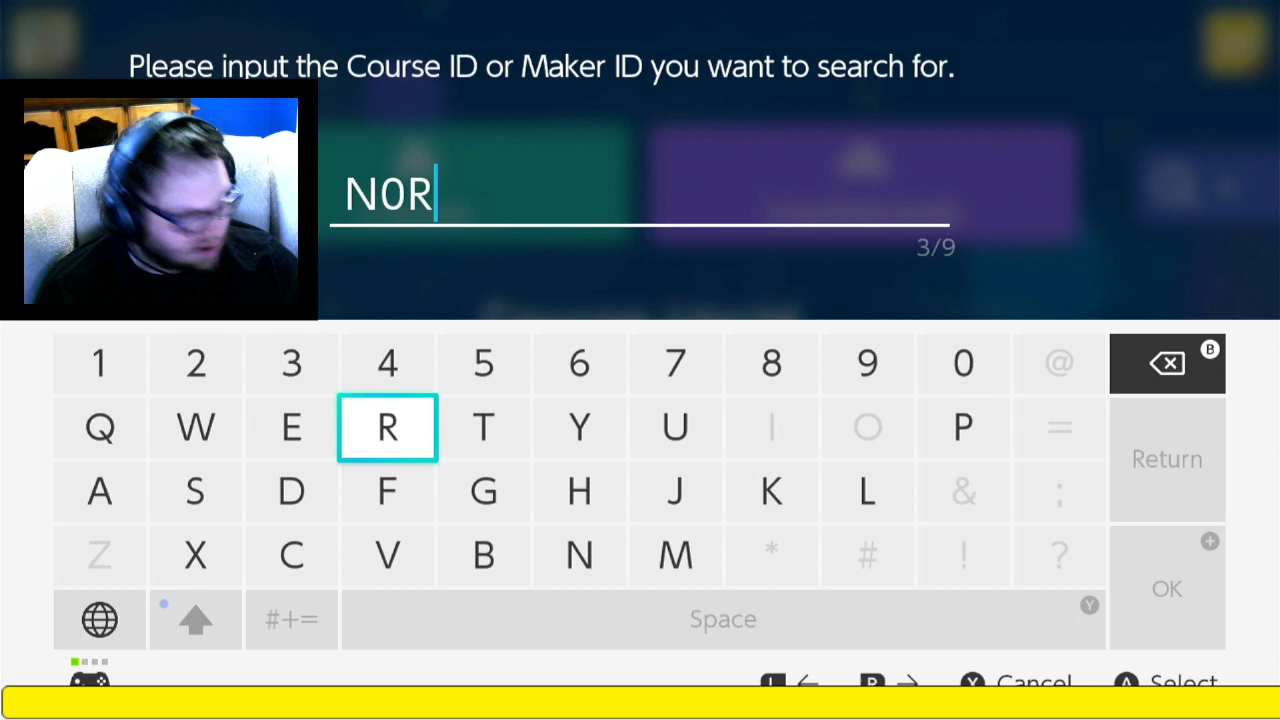 Please input the Course ID or Maker ID you want to search for.
N0R
3/9
1 2 3 4 5 6 7 8 9 0 @ B
Q W E R T Y U I O P =
Return
A S D F G H J K L & ;
Z X C V B N M * # ! ? +
OK
#+= Space Y
L ← R → X Cancel A Select